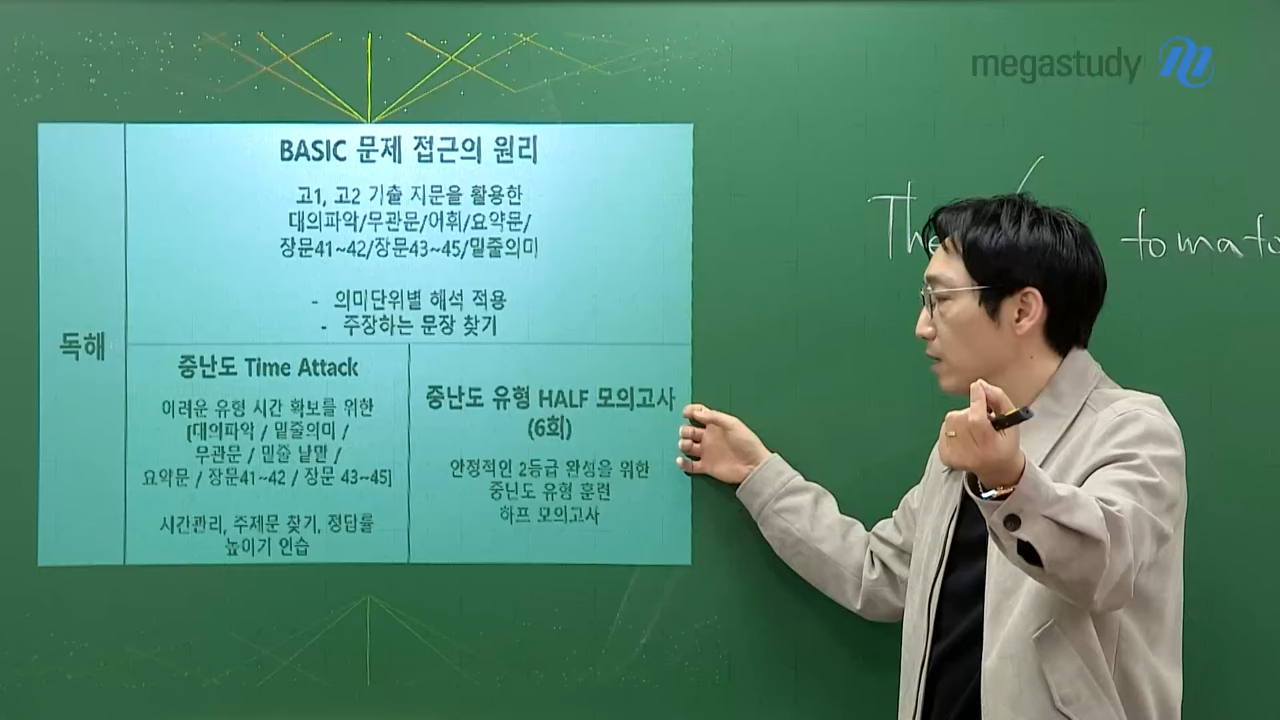 megastudy
BASIC 문제 접근의 원리
고1, 고2 기출 지문을 활용한
대의파악/무관문/어휘/요약문/
장문41~42/장문43~45/밑줄의미
- 의미단위별 해석 적용
- 주장하는 문장 찾기
독해
중난도 Time Attack
어려운 유형 시간 확보를 위한
[대의파악 / 밑줄의미 /
무관문 / 밑줄 낱말 /
요약문 / 장문41~42 / 장문 43~45]
시간관리, 주제문 찾기, 정답률
높이기 연습
중난도 유형 HALF 모의고사
(6회)
안정적인 2등급 완성을 위한
중난도 유형 훈련
하프 모의고사
The tomato